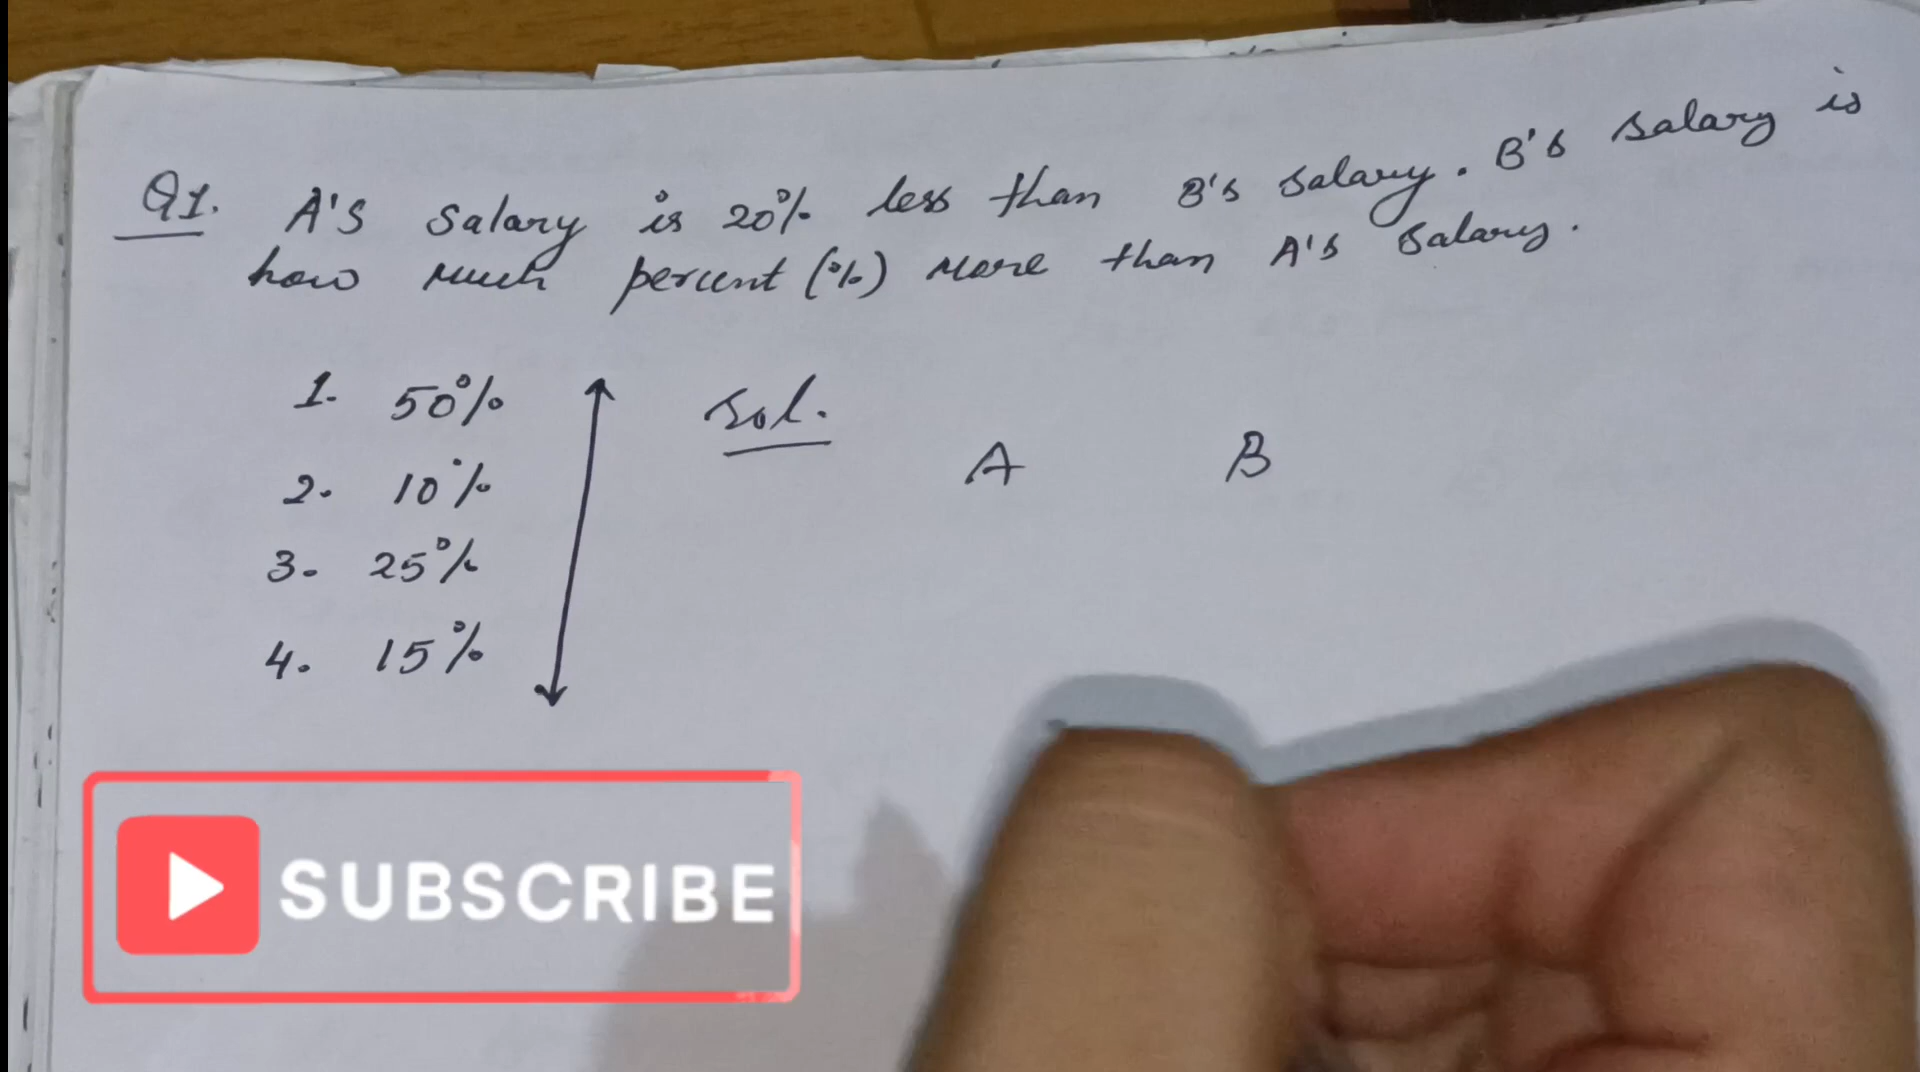 Q1. A's salary is 20% less than B's salary. B's salary is
how much percent (%) more than A's salary.
1. 50%
2. 10%
3. 25%
4. 15%
Sol.
A B
SUBSCRIBE